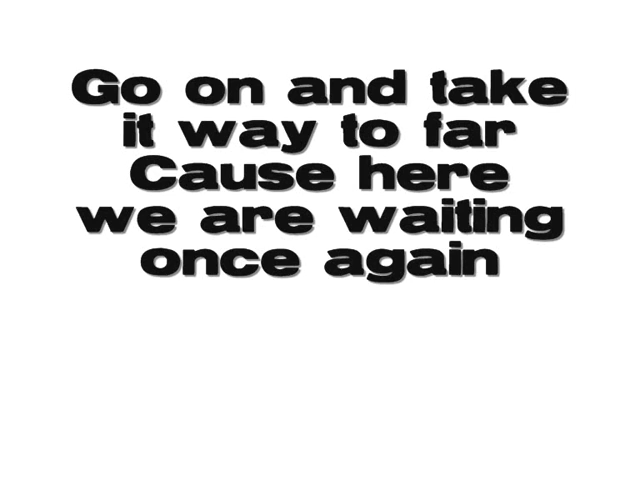 Go on and take
it way to far
Cause here
we are waiting
once again